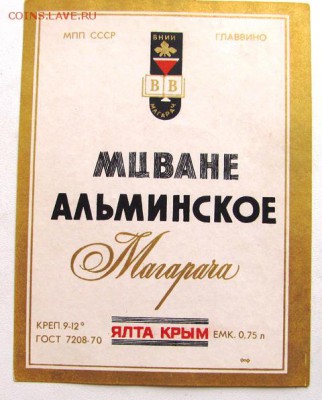 COINS.LAVE.RU
МПП СССР ГЛАВВИНО
ВНИИ
В В
МАГАРАЧ
МЦВАНЕ
АЛЬМИНСКОЕ
Магарача
КРЕП. 9-12° ЯЛТА КРЫМ ЕМК. 0,75 л
ГОСТ 7208-70